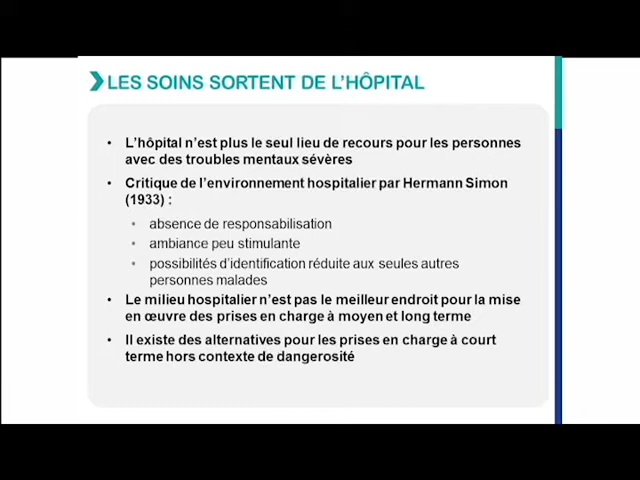 LES SOINS SORTENT DE L'HÔPITAL
• L'hôpital n'est plus le seul lieu de recours pour les personnes
avec des troubles mentaux sévères
• Critique de l'environnement hospitalier par Hermann Simon
(1933) :
• absence de responsabilisation
• ambiance peu stimulante
• possibilités d'identification réduite aux seules autres
personnes malades
• Le milieu hospitalier n'est pas le meilleur endroit pour la mise
en œuvre des prises en charge à moyen et long terme
• Il existe des alternatives pour les prises en charge à court
terme hors contexte de dangerosité